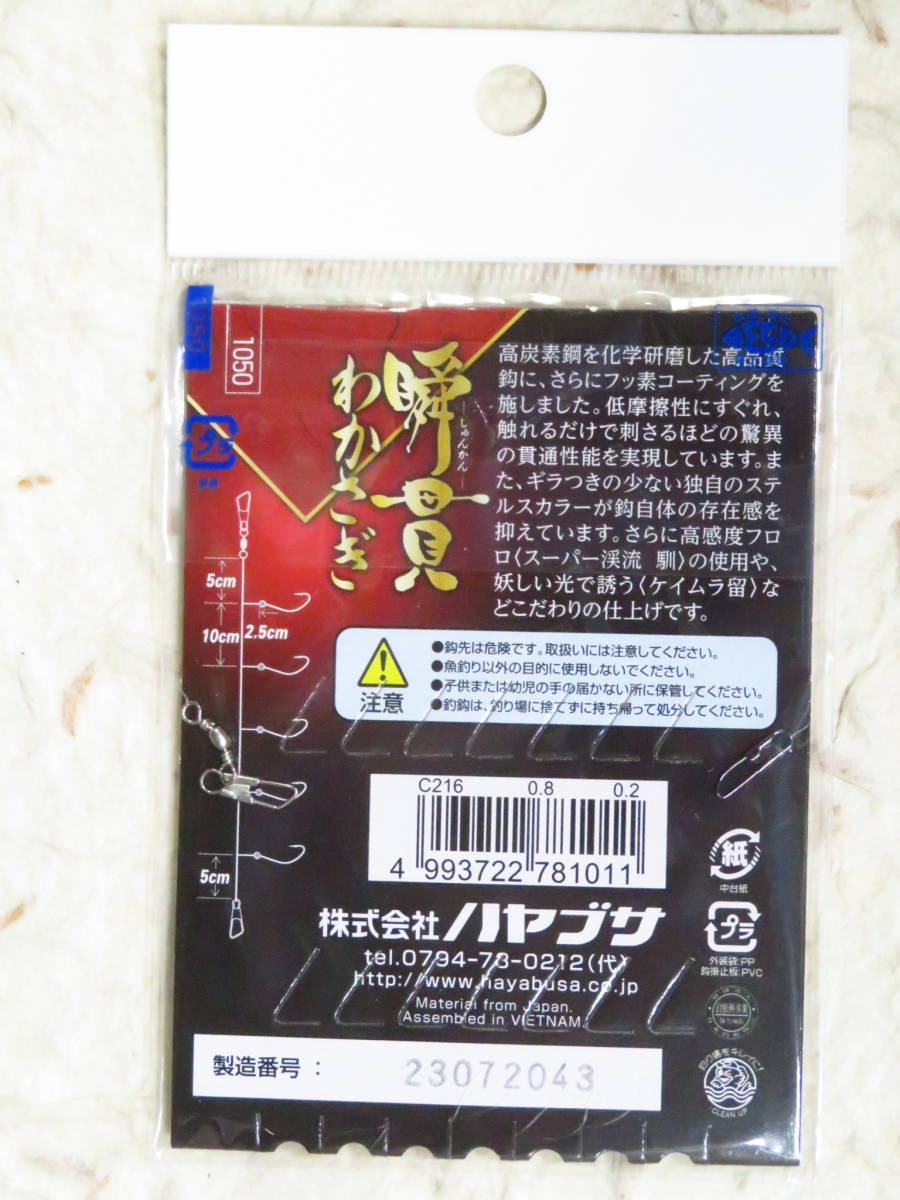 1050
1050
瞬貫
しゅんかん
わかさぎ
プラ
高炭素鋼を化学研磨した高品質
鈎に、さらにフッ素コーティングを
施しました。低摩擦性にすぐれ、
触れるだけで刺さるほどの驚異
の貫通性能を実現しています。ま
た、ギラつきの少ない独自のステ
ルスカラーが鈎自体の存在感を
抑えています。さらに高感度フロ
ロ〈スーパー渓流 馴〉の使用や、
妖しい光で誘う〈ケイムラ留〉な
どこだわりの仕上げです。
5cm
10cm
2.5cm
5cm
注意
●鈎先は危険です。取扱いには注意してください。
●魚釣り以外の目的に使用しないでください。
●子供または幼児の手の届かない所に保管してください。
●釣鈎は、釣り場に捨てずに持ち帰って処分してください。
C216 0.8 0.2
4 993722 781011
株式会社ハヤブサ
tel.0794-73-0212(代)
http://www.hayabusa.co.jp
Material from Japan.
Assembled in VIETNAM.
紙
中台紙
プラ
外装袋:PP
鈎掛止板:PVC
釣り場をキレイに!
CLEAN UP
製造番号 : 23072043